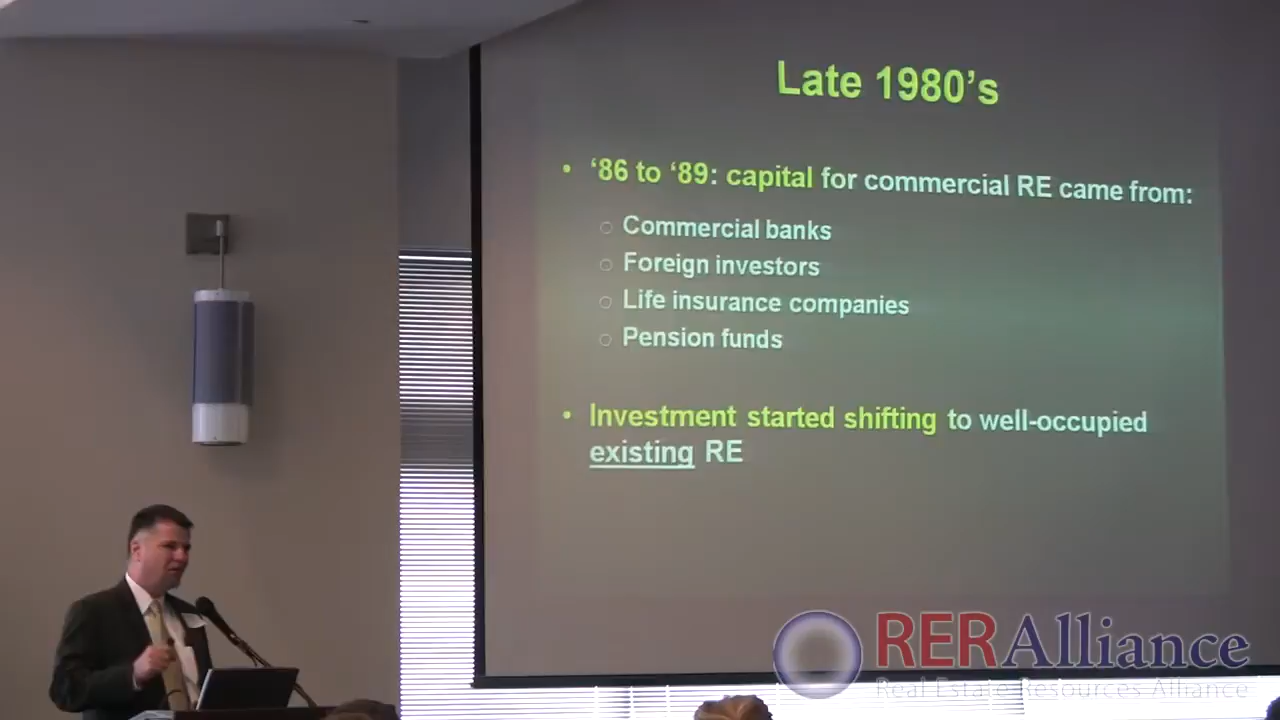 Late 1980's
• '86 to '89: capital for commercial RE came from:
○ Commercial banks
○ Foreign investors
○ Life insurance companies
○ Pension funds
• Investment started shifting to well-occupied
existing RE
RERAlliance
Real Estate Resources Alliance